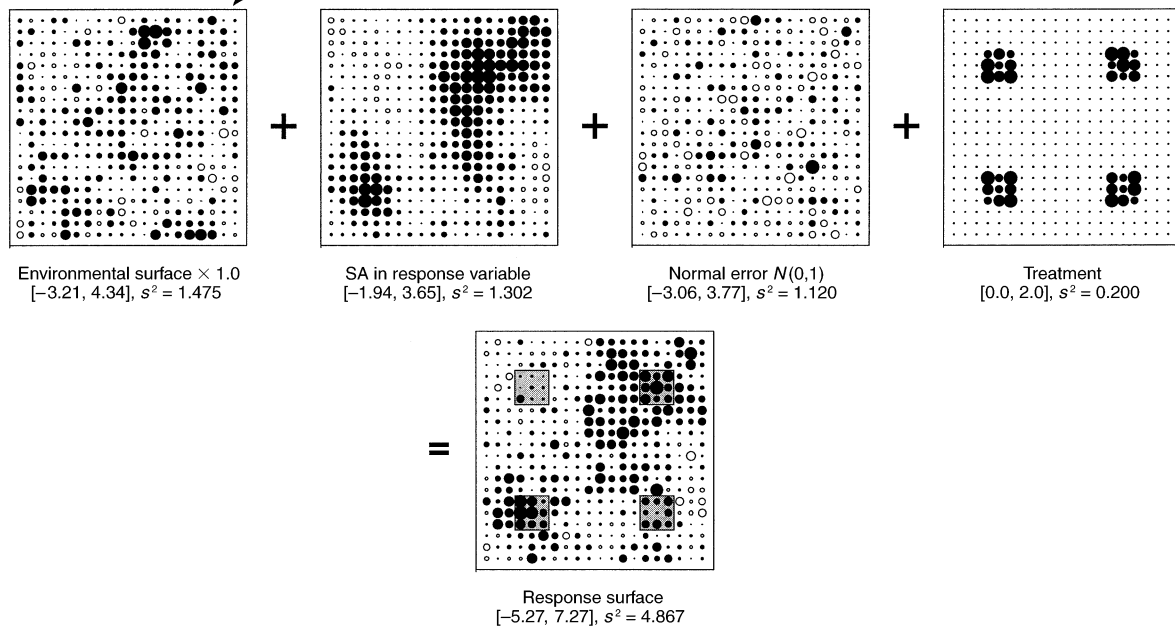 Environmental surface × 1.0
[−3.21, 4.34], s² = 1.475
+
SA in response variable
[−1.94, 3.65], s² = 1.302
+
Normal error N(0,1)
[−3.06, 3.77], s² = 1.120
+
Treatment
[0.0, 2.0], s² = 0.200
=
Response surface
[−5.27, 7.27], s² = 4.867